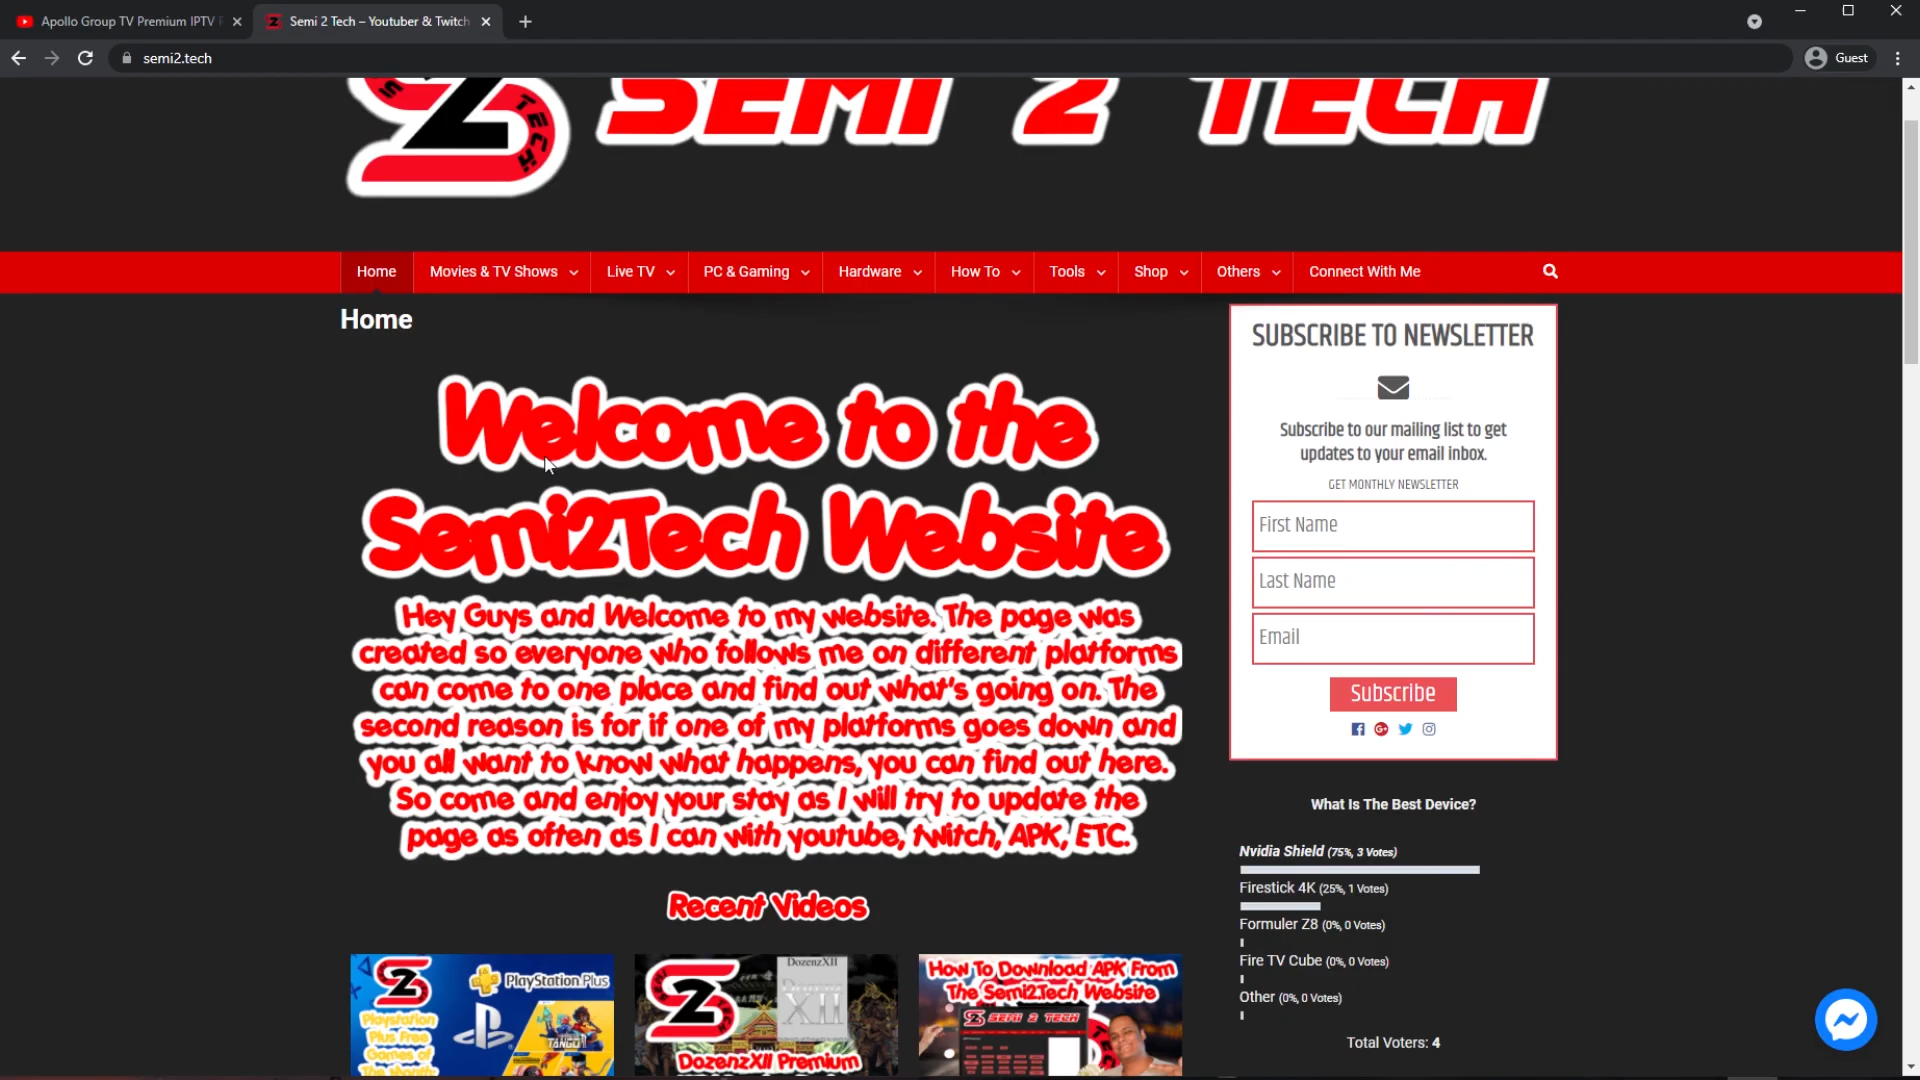 Apollo Group TV Premium IPTV
Semi 2 Tech – Youtuber & Twitch
semi2.tech
Guest
S TECH
SEMI 2 TECH
Home
Movies & TV Shows
Live TV
PC & Gaming
Hardware
How To
Tools
Shop
Others
Connect With Me
Home
Welcome to the
Semi2Tech Website
Hey Guys and Welcome to my website. The page was
created so everyone who follows me on different platforms
can come to one place and find out what's going on. The
second reason is for if one of my platforms goes down and
you all want to know what happens, you can find out here.
So come and enjoy your stay as I will try to update the
page as often as I can with youtube, twitch, APK, ETC.
Recent Videos
PlayStation Plus
Playstation
Plus Free
Games of
The Month
TANGO
DozenzXII
XII
DozenzXII Premium
How To Download APK From
The Semi2Tech Website
SEMI 2 TECH
SUBSCRIBE TO NEWSLETTER
Subscribe to our mailing list to get
updates to your email inbox.
GET MONTHLY NEWSLETTER
First Name
Last Name
Email
Subscribe
What Is The Best Device?
Nvidia Shield (75%, 3 Votes)
Firestick 4K (25%, 1 Votes)
Formuler Z8 (0%, 0 Votes)
Fire TV Cube (0%, 0 Votes)
Other (0%, 0 Votes)
Total Voters: 4